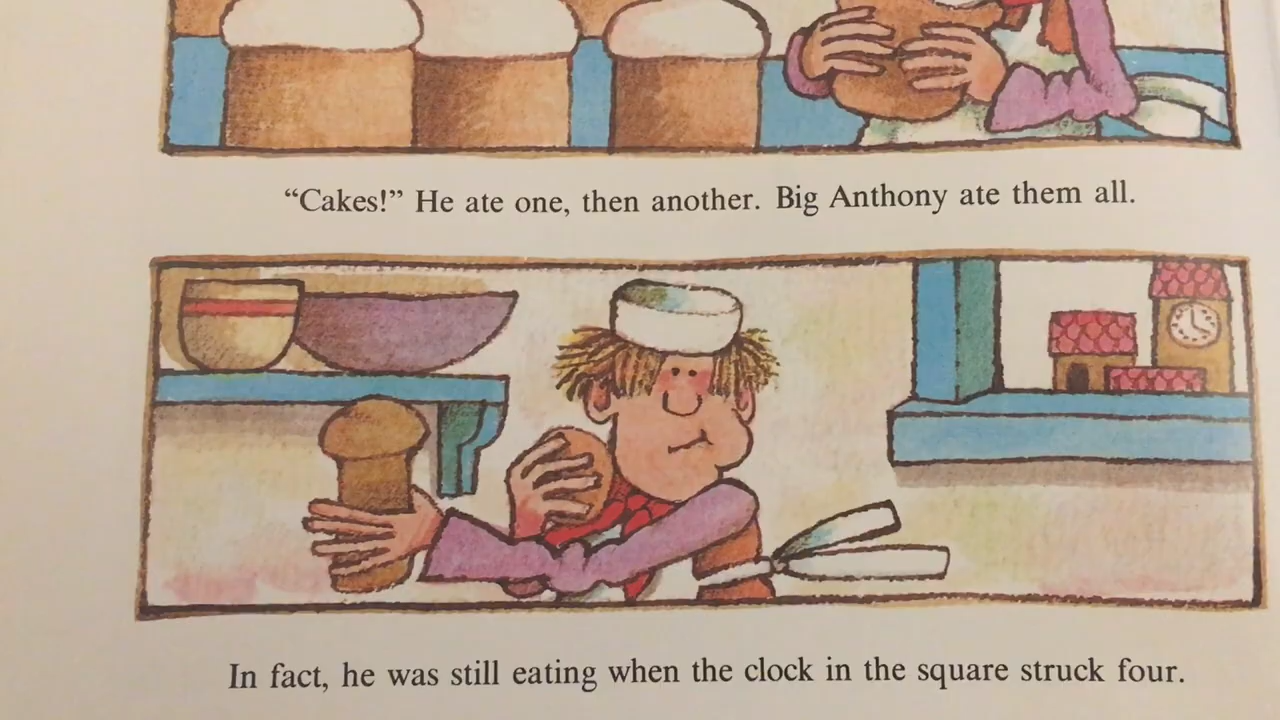 “Cakes!” He ate one, then another. Big Anthony ate them all.
In fact, he was still eating when the clock in the square struck four.